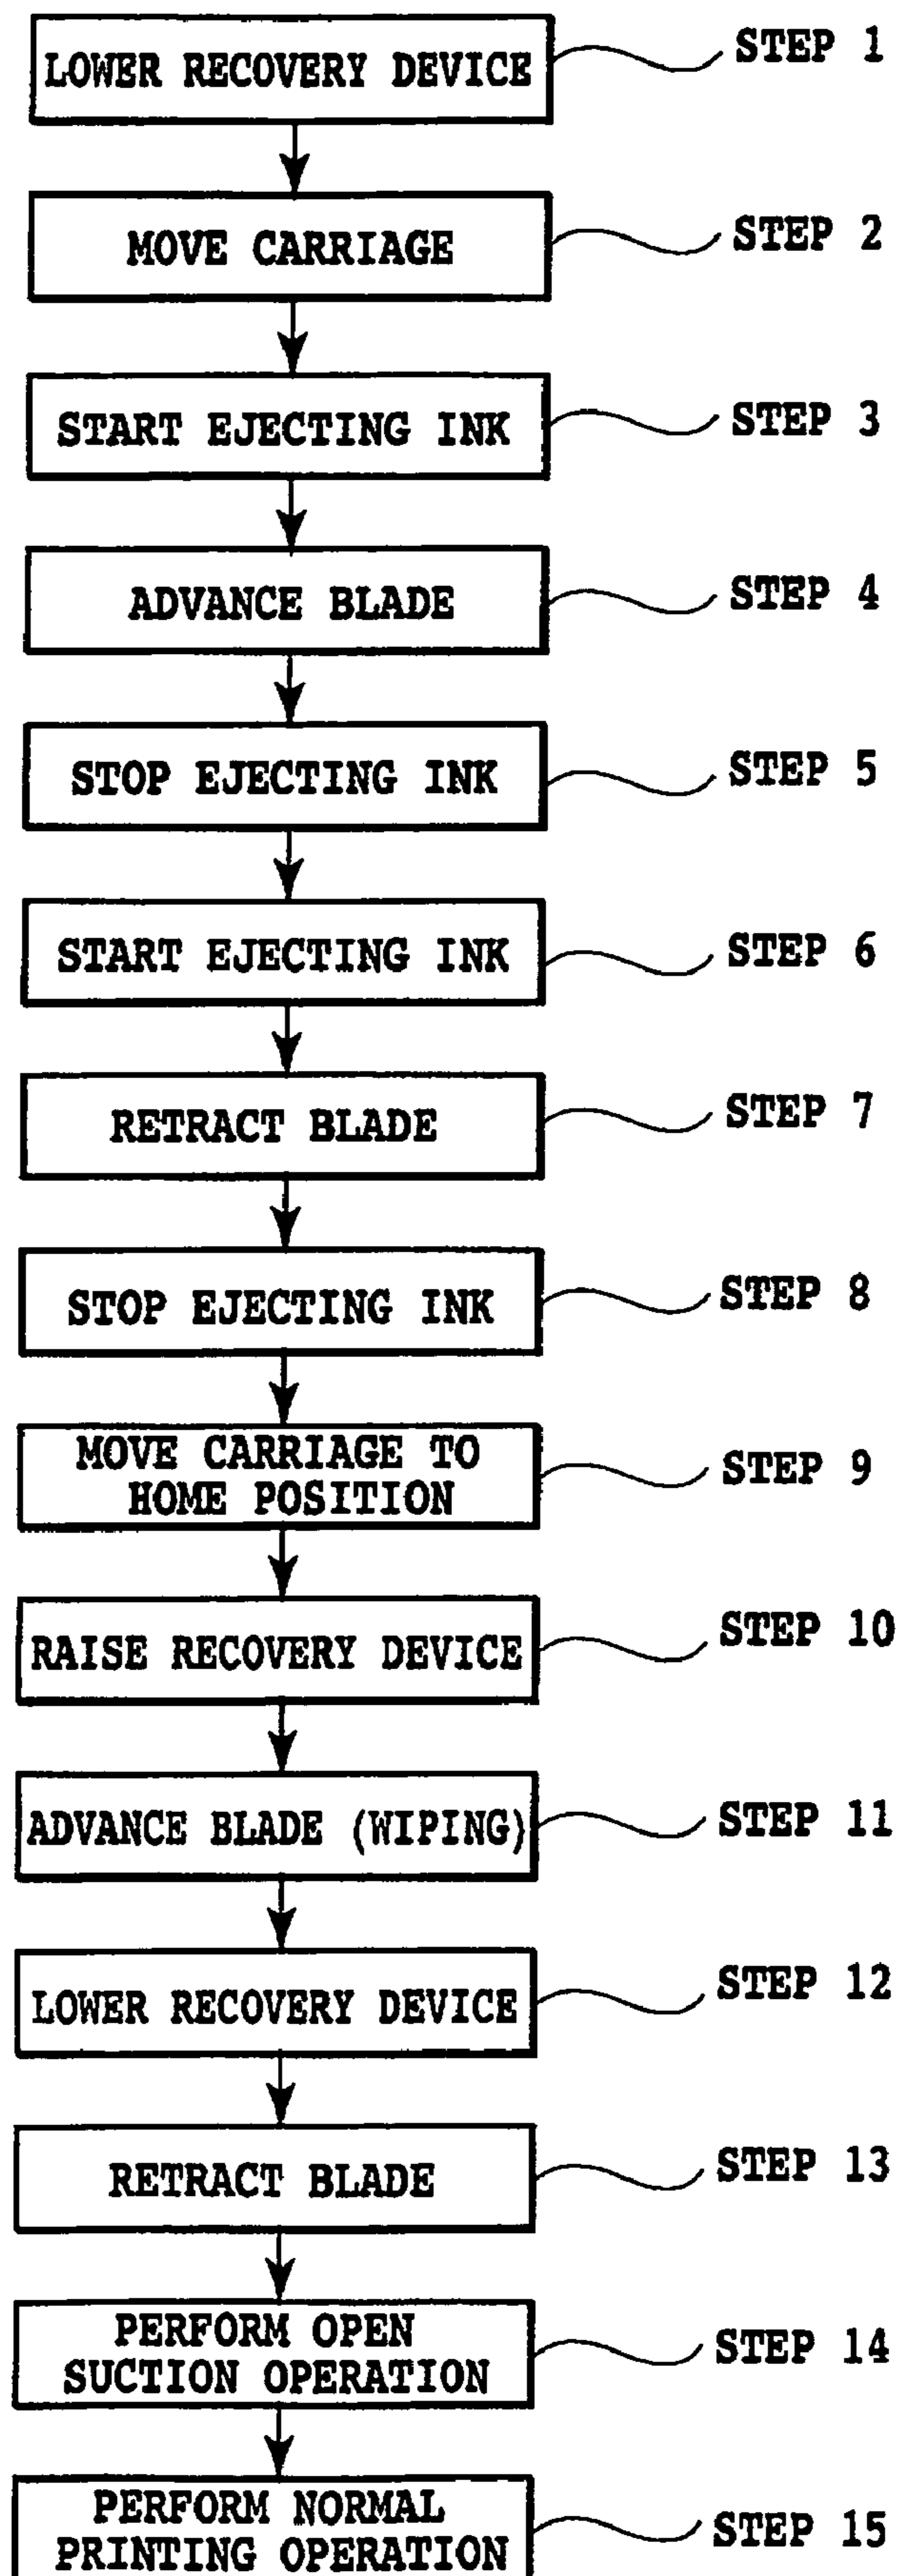 LOWER RECOVERY DEVICE
STEP 1
MOVE CARRIAGE
STEP 2
START EJECTING INK
STEP 3
ADVANCE BLADE
STEP 4
STOP EJECTING INK
STEP 5
START EJECTING INK
STEP 6
RETRACT BLADE
STEP 7
STOP EJECTING INK
STEP 8
MOVE CARRIAGE TO
HOME POSITION
STEP 9
RAISE RECOVERY DEVICE
STEP 10
ADVANCE BLADE (WIPING)
STEP 11
LOWER RECOVERY DEVICE
STEP 12
RETRACT BLADE
STEP 13
PERFORM OPEN
SUCTION OPERATION
STEP 14
PERFORM NORMAL
PRINTING OPERATION
STEP 15